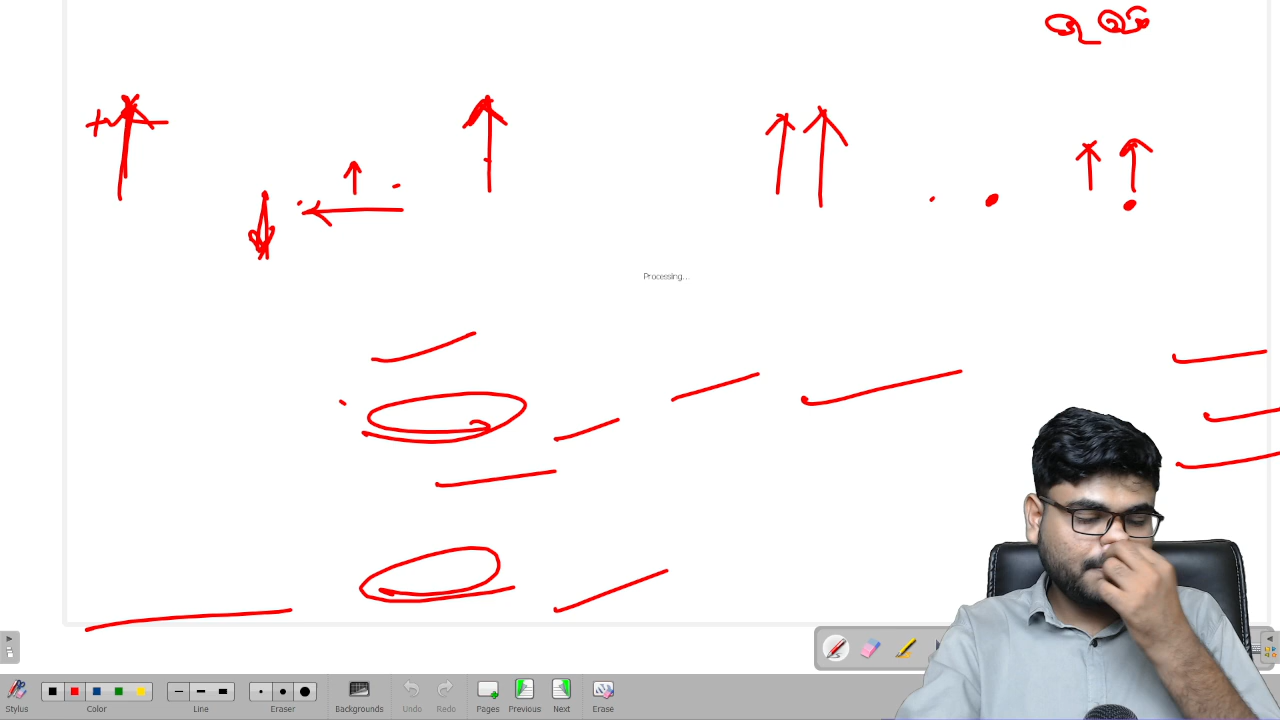 Processing...
Stylus
Color
Line
Eraser
Backgrounds
Undo
Redo
Pages
Previous
Next
Erase